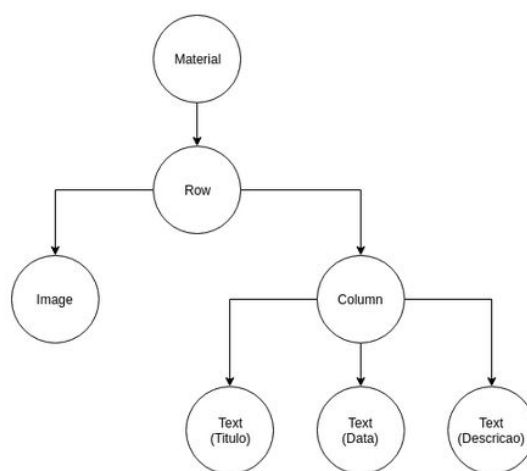 Material
Row
Image
Column
Text
(Titulo)
Text
(Data)
Text
(Descricao)